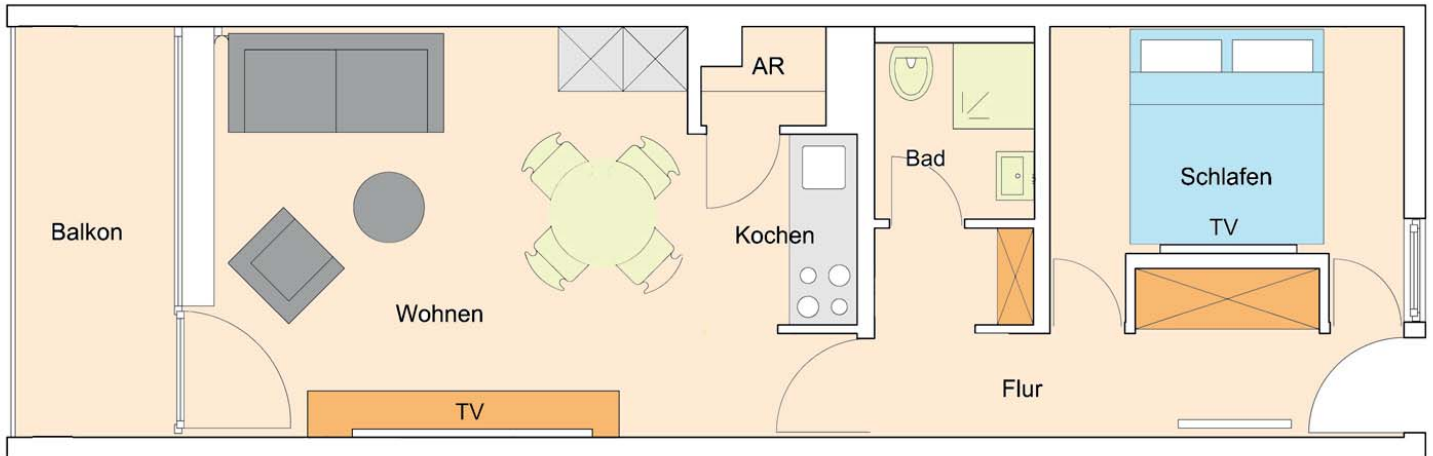 AR
Bad
Schlafen
TV
Balkon
Kochen
Wohnen
Flur
TV